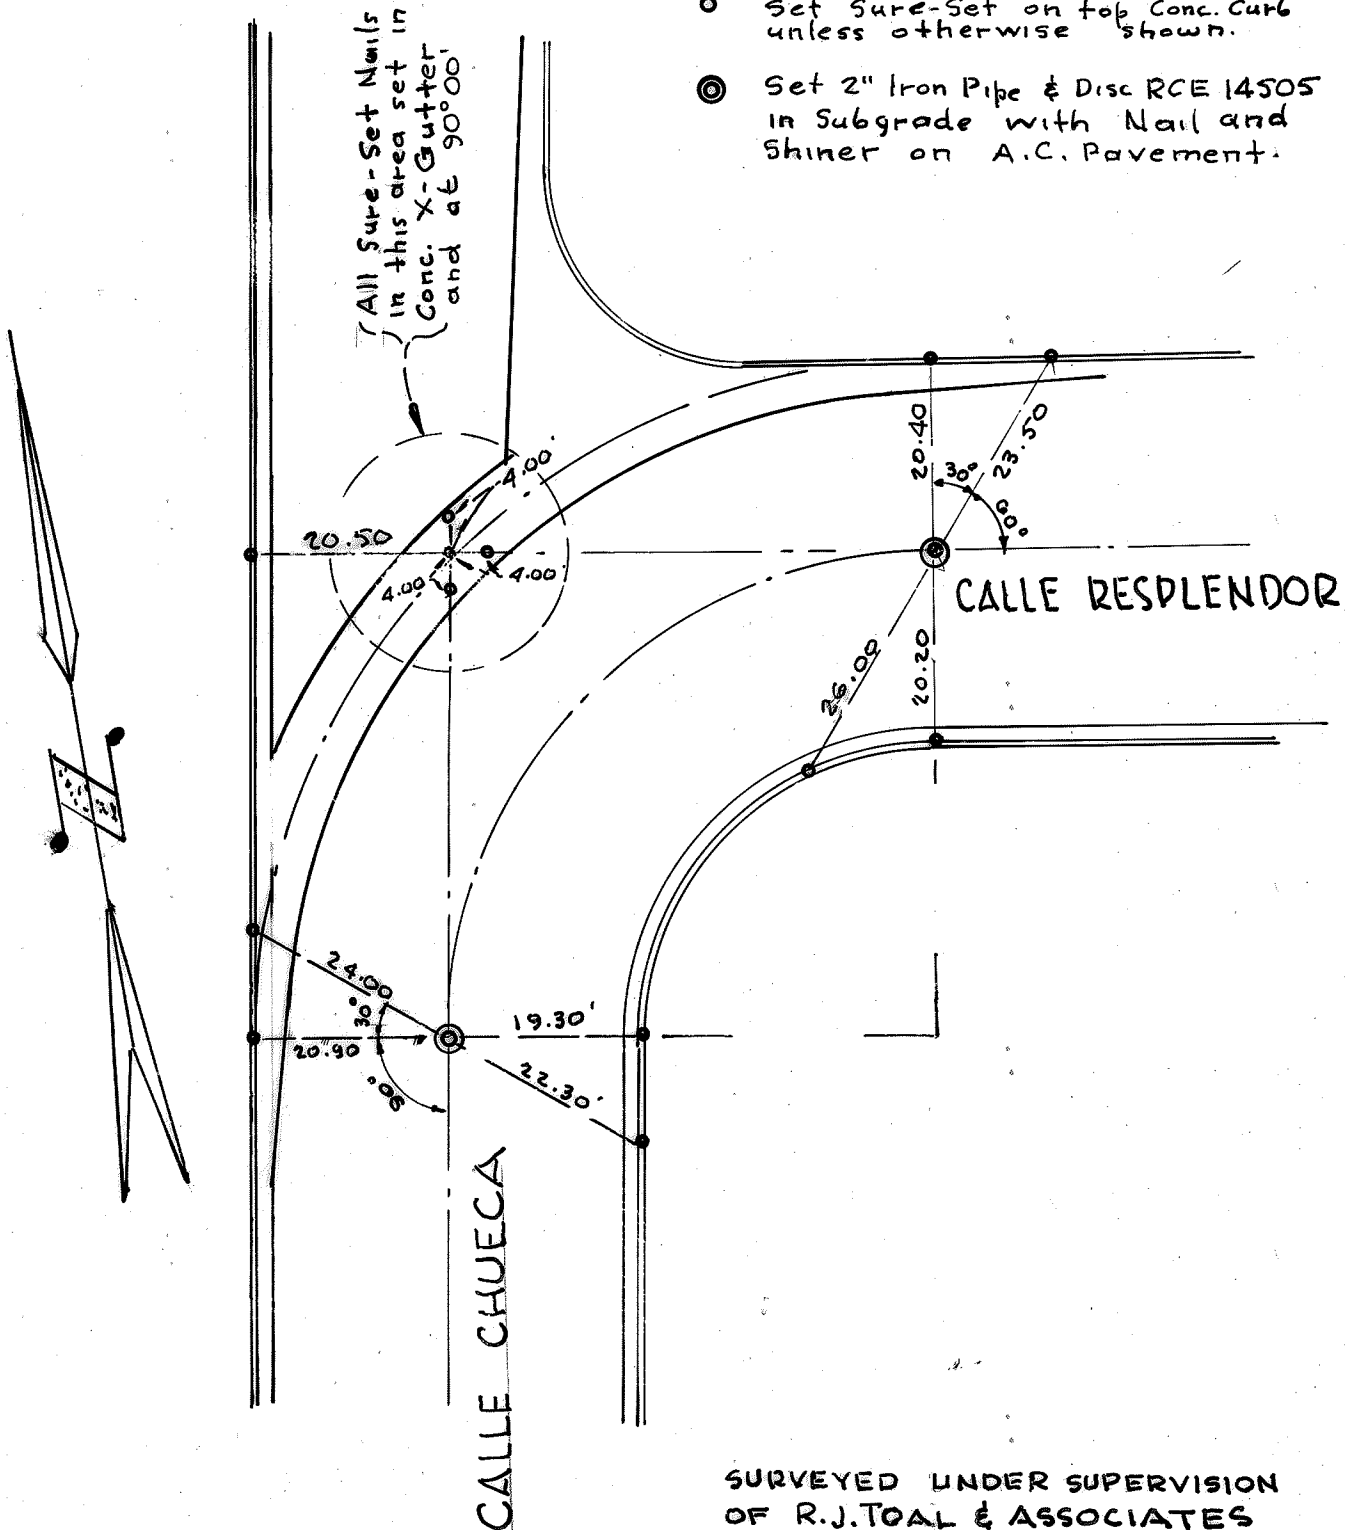 Set Sure-Set on top Conc. Curb
unless otherwise shown.
Set 2" Iron Pipe & Disc RCE 14505
in Subgrade with Nail and
Shiner on A.C. Pavement.
All Sure-Set Nails
in this area set in
Conc. X-Gutter
and at 90°00'
20.40
23.50
30°
60°
4.00'
20.50
4.00
4.00
CALLE RESPLENDOR
26.00
20.20
24.00
30°
20.90
19.30'
90°
22.30'
CALLE CHUECA
SURVEYED UNDER SUPERVISION
OF R.J.TOAL & ASSOCIATES